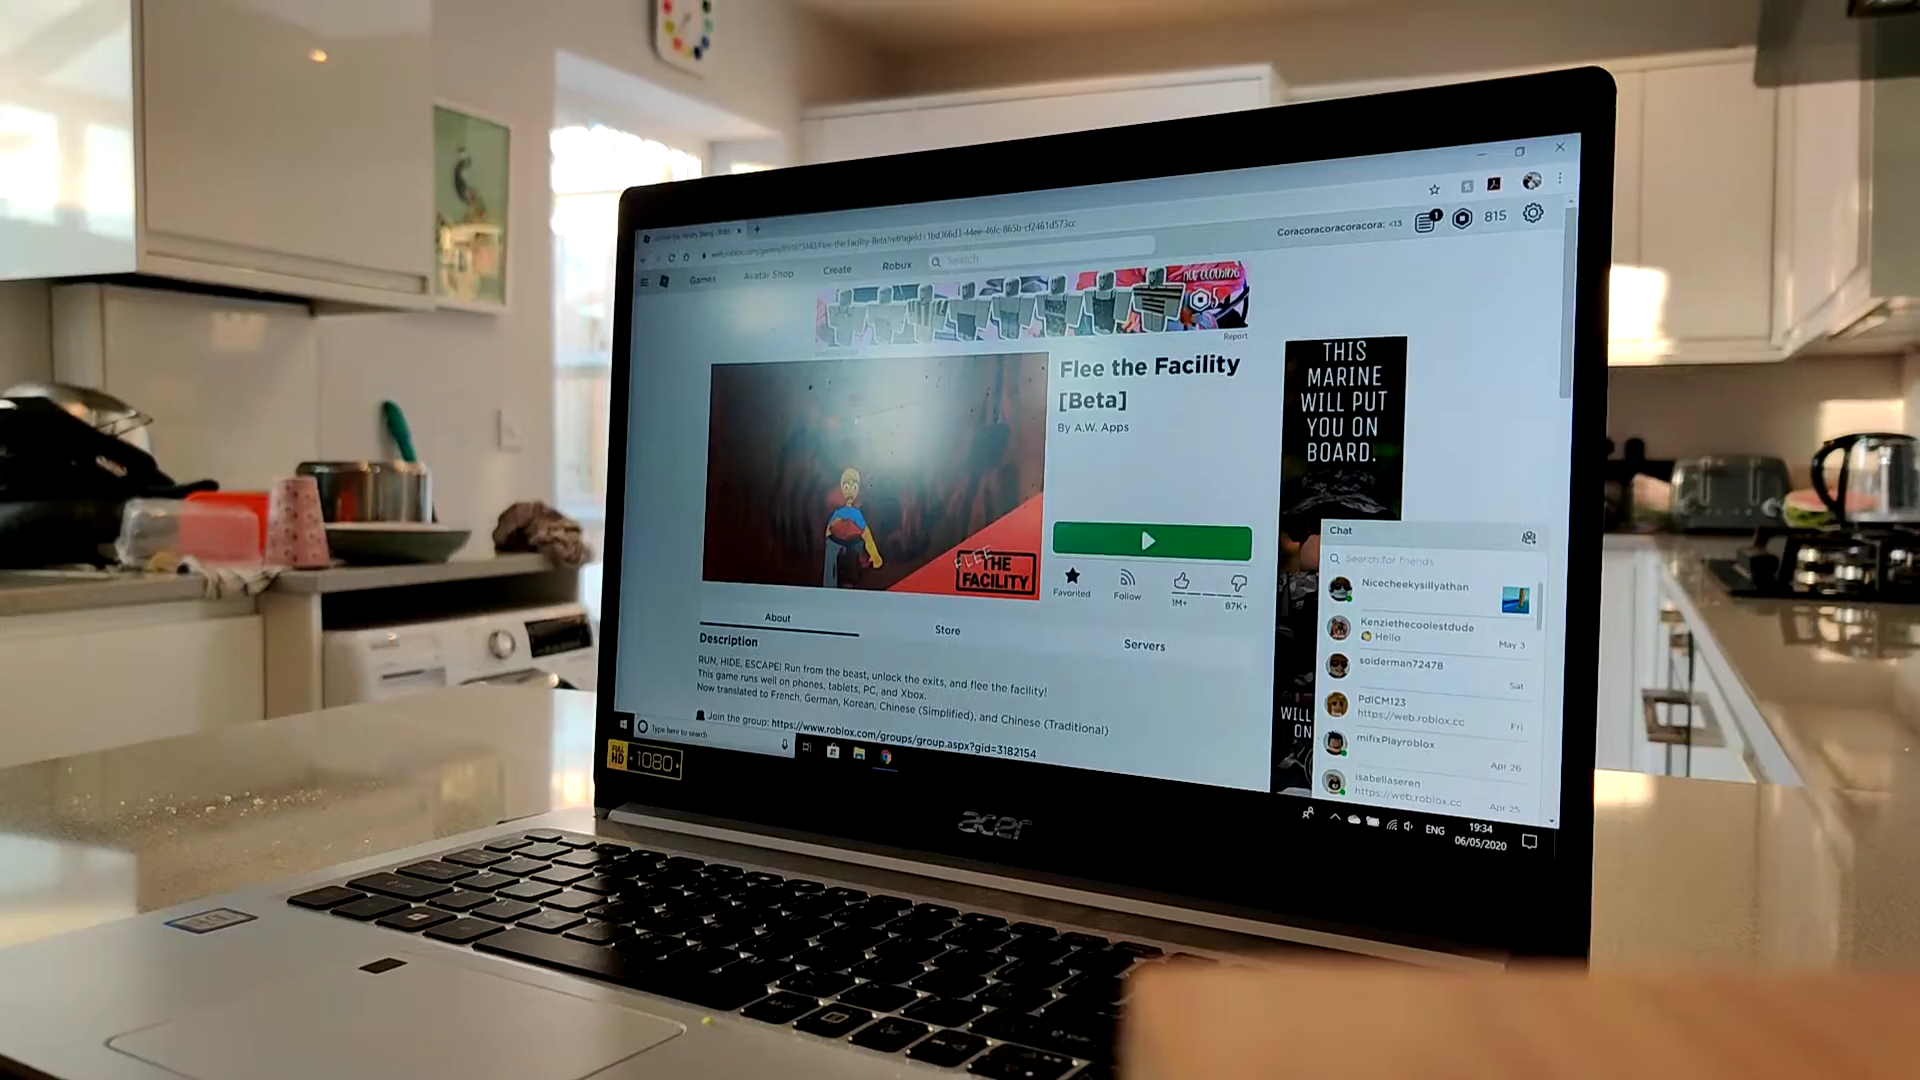 Coracoracoracoracora: <13
1
815
Games
Avatar Shop
Create
Robux
Search
5
Report
Flee the Facility
[Beta]
By A.W. Apps
FLEE
THE
FACILITY
Favorited
Follow
1M+
87K+
About
Store
Servers
Description
RUN, HIDE, ESCAPE! Run from the beast, unlock the exits, and flee the facility!
This game runs well on phones, tablets, PC, and Xbox.
Now translated to French, German, Korean, Chinese (Simplified), and Chinese (Traditional)
Join the group: https://www.roblox.com/groups/group.aspx?gid=3182154
THIS
MARINE
WILL PUT
YOU ON
BOARD.
WILL
ON
Chat
Search for friends
Nicecheekysillyathan
Kenziethecoolestdude
Hello
May 3
soiderman72478
Sat
PdlCM123
https://web.roblox.cc
Fri
mifixPlayroblox
Apr 26
isabellaseren
https://web.roblox.cc
Apr 25
Type here to search
ENG
19:34
06/05/2020
FULL
HD
1080
acer